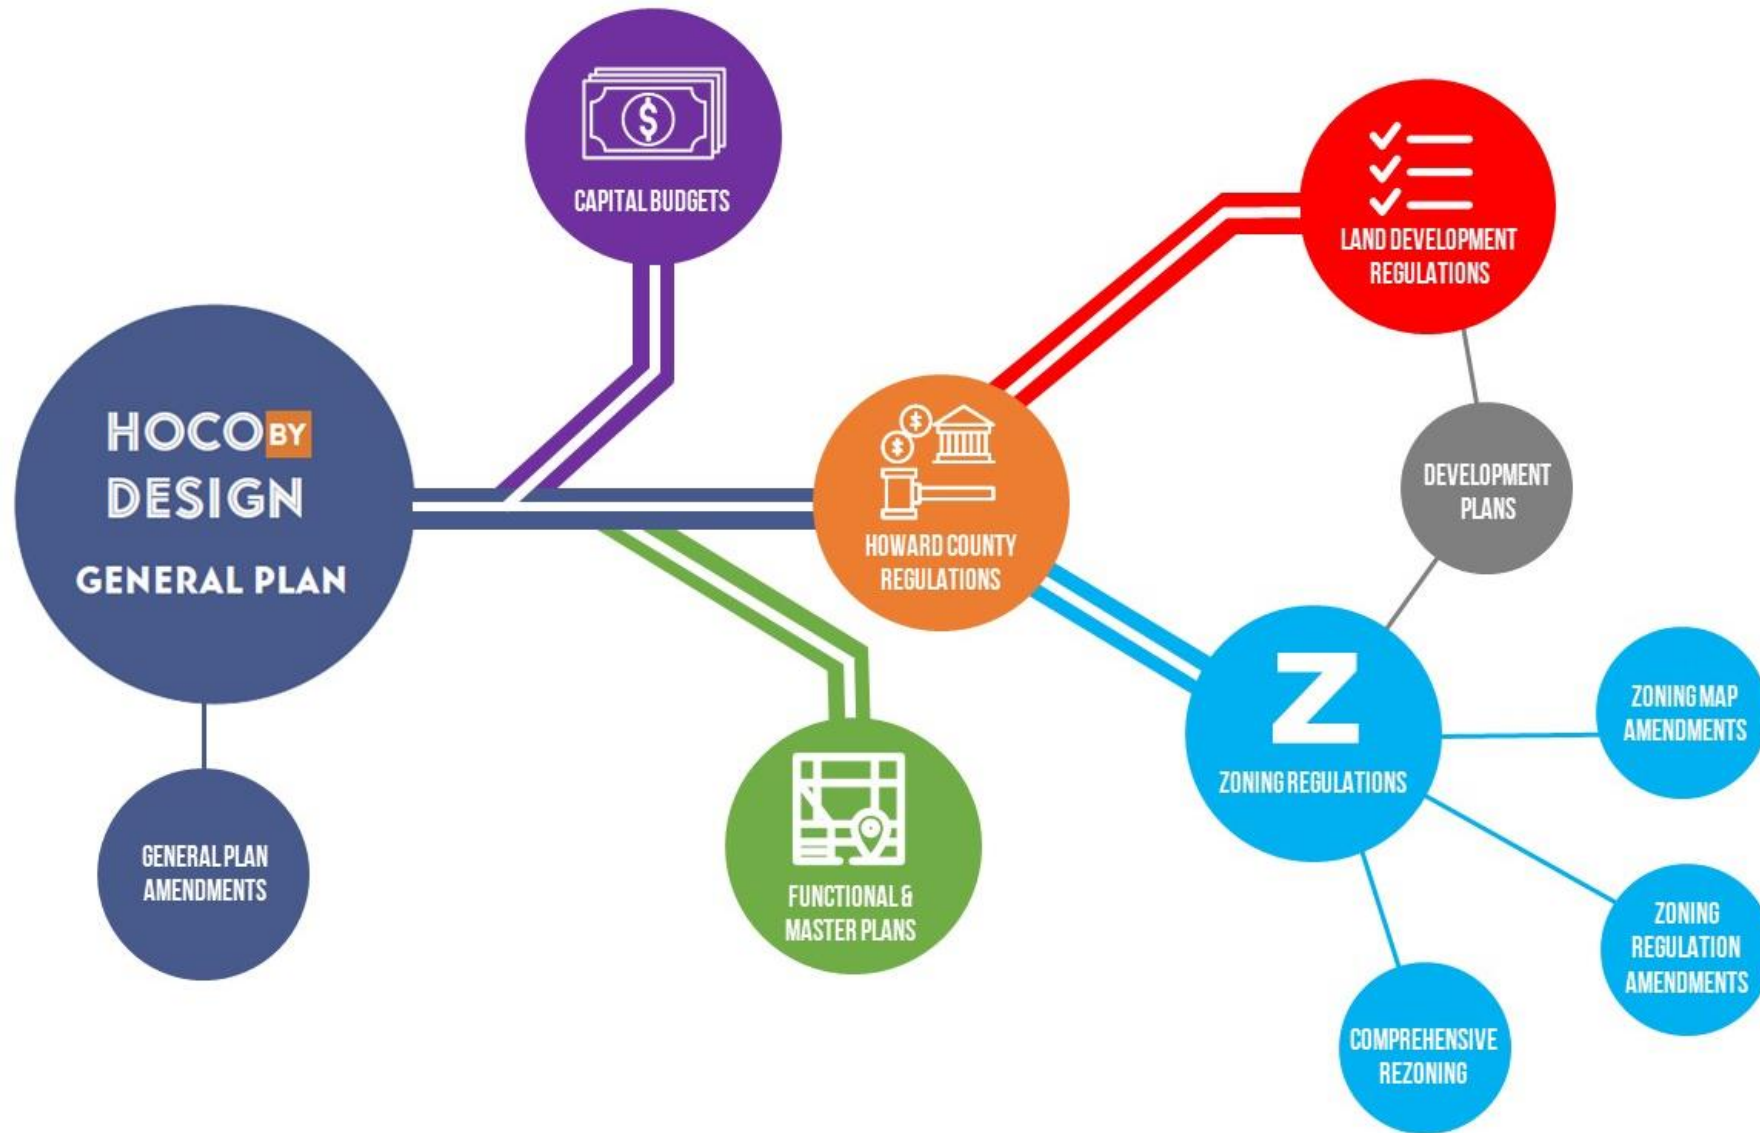 CAPITAL BUDGETS
LAND DEVELOPMENT
REGULATIONS
HOCO BY
DESIGN
GENERAL PLAN
HOWARD COUNTY
REGULATIONS
DEVELOPMENT
PLANS
Z
ZONING REGULATIONS
ZONING MAP
AMENDMENTS
GENERAL PLAN
AMENDMENTS
FUNCTIONAL &
MASTER PLANS
ZONING
REGULATION
AMENDMENTS
COMPREHENSIVE
REZONING